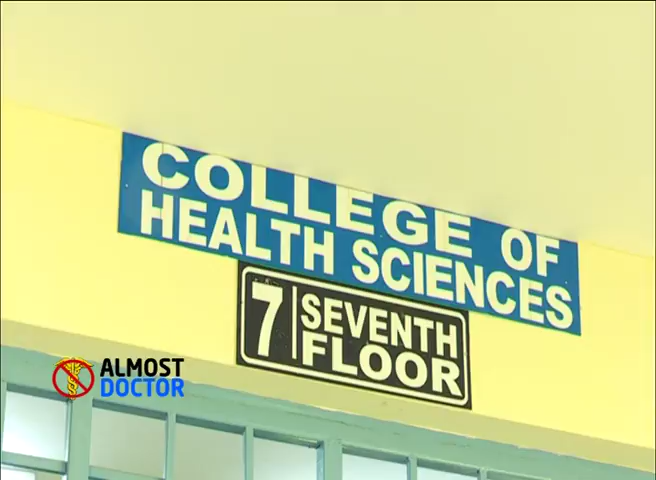 COLLEGE OF
HEALTH SCIENCES
7 SEVENTH
FLOOR
ALMOST
DOCTOR